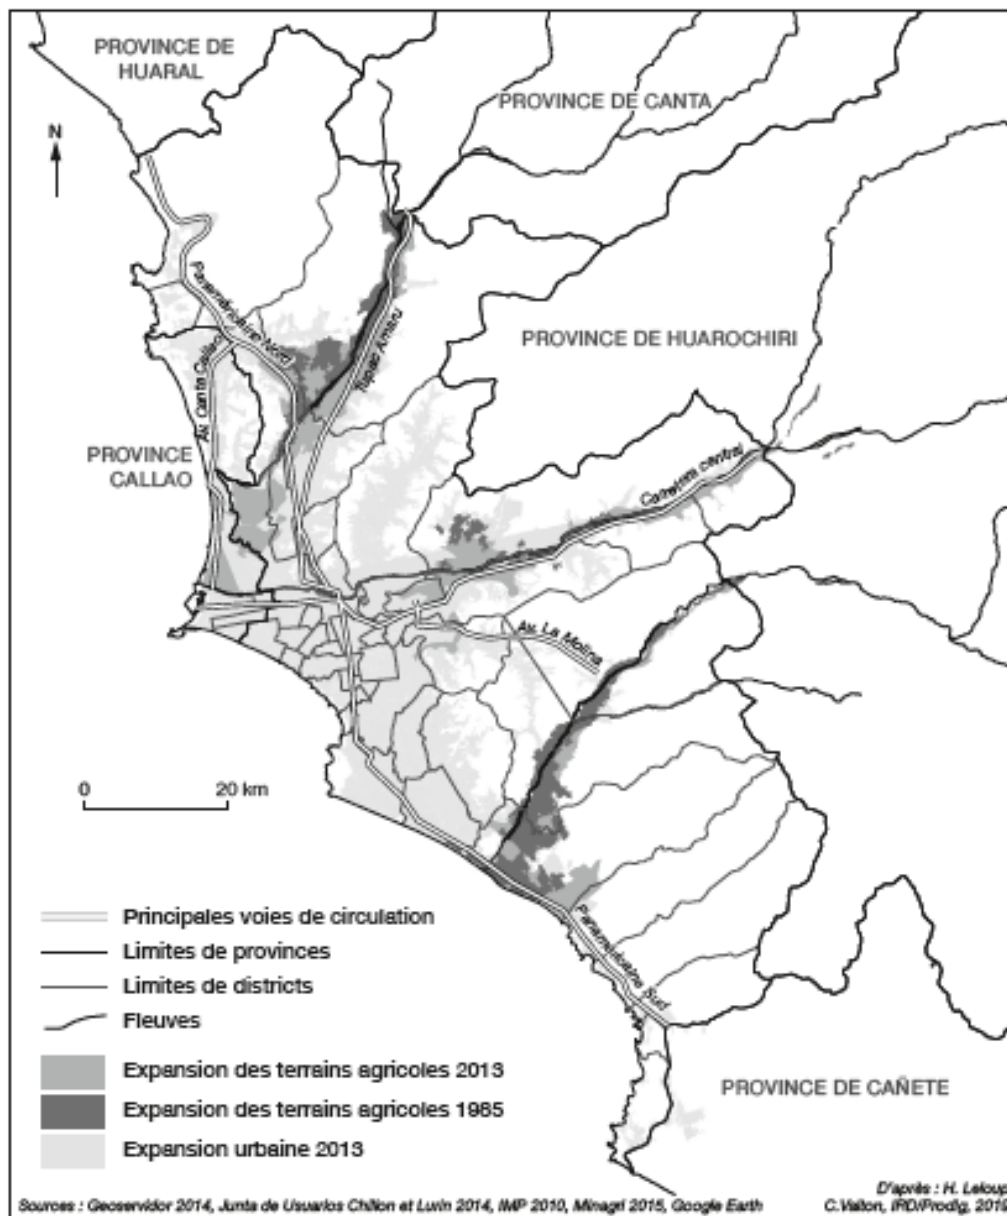 PROVINCE DE
HUARAL
PROVINCE DE CANTA
N
Panaméricaine Nord
Tupac Amaru
PROVINCE DE HUAROCHIRI
Av. Canta Callao
PROVINCE
CALLAO
Carretera central
Av. La Molina
0 20 km
Panaméricaine Sud
Principales voies de circulation
Limites de provinces
Limites de districts
Fleuves
Expansion des terrains agricoles 2013
Expansion des terrains agricoles 1985
Expansion urbaine 2013
PROVINCE DE CAÑETE
D'après : H. Leloup
Sources : Geoservidor 2014, Junta de Usuarios Chillon et Lurin 2014, IMP 2010, Minagri 2015, Google Earth
C.Valton, IRD/Prodig, 2016